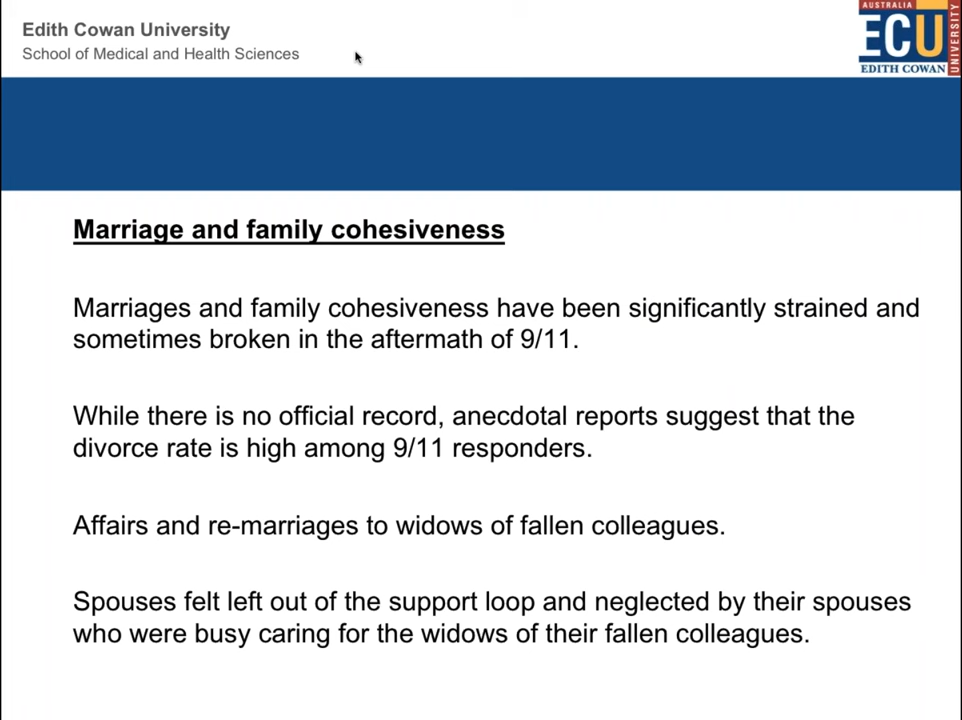 Edith Cowan University
School of Medical and Health Sciences
AUSTRALIA
ECU
EDITH COWAN
UNIVERSITY
Marriage and family cohesiveness
Marriages and family cohesiveness have been significantly strained and
sometimes broken in the aftermath of 9/11.
While there is no official record, anecdotal reports suggest that the
divorce rate is high among 9/11 responders.
Affairs and re-marriages to widows of fallen colleagues.
Spouses felt left out of the support loop and neglected by their spouses
who were busy caring for the widows of their fallen colleagues.